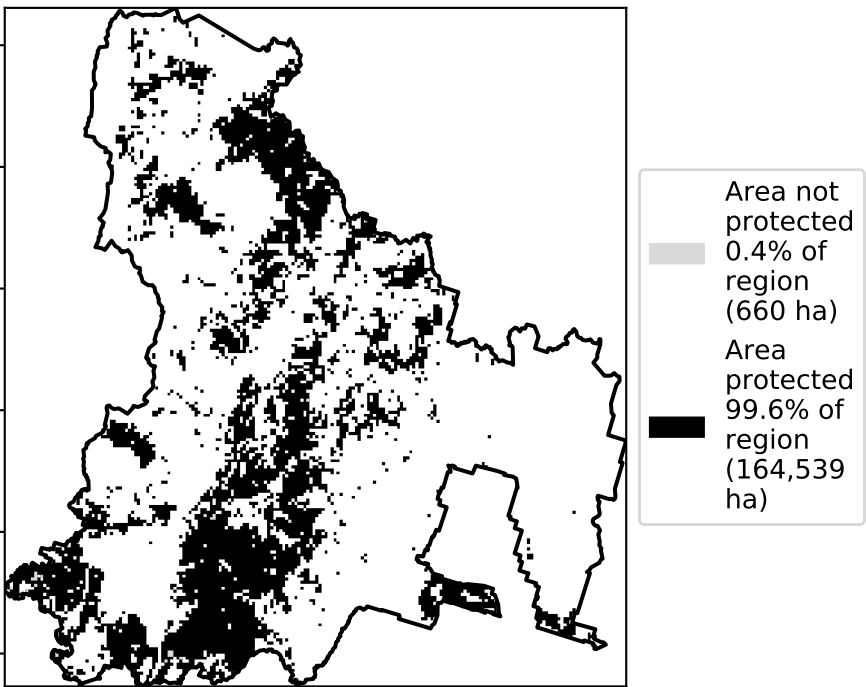 Area not
protected
0.4% of
region
(660 ha)
Area
protected
99.6% of
region
(164,539
ha)